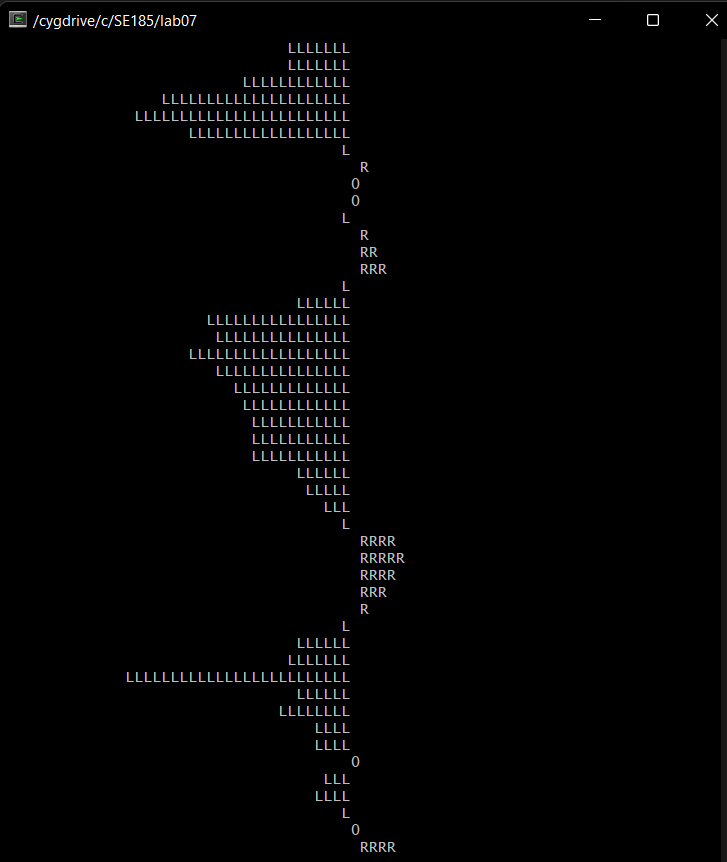 /cygdrive/c/SE185/lab07
LLLLLLL
LLLLLLL
LLLLLLLLLLLL
LLLLLLLLLLLLLLLLLLLLL
LLLLLLLLLLLLLLLLLLLLLLLL
LLLLLLLLLLLLLLLLLL
L
R
0
0
L
R
RR
RRR
L
LLLLLL
LLLLLLLLLLLLLLLL
LLLLLLLLLLLLLLL
LLLLLLLLLLLLLLLLLL
LLLLLLLLLLLLLLL
LLLLLLLLLLLLL
LLLLLLLLLLLL
LLLLLLLLLLL
LLLLLLLLLLL
LLLLLLLLLLL
LLLLLL
LLLLL
LLL
L
RRRR
RRRRR
RRRR
RRR
R
L
LLLLLL
LLLLLLL
LLLLLLLLLLLLLLLLLLLLLLLLL
LLLLLL
LLLLLLLL
LLLL
LLLL
0
LLL
LLLL
L
0
RRRR